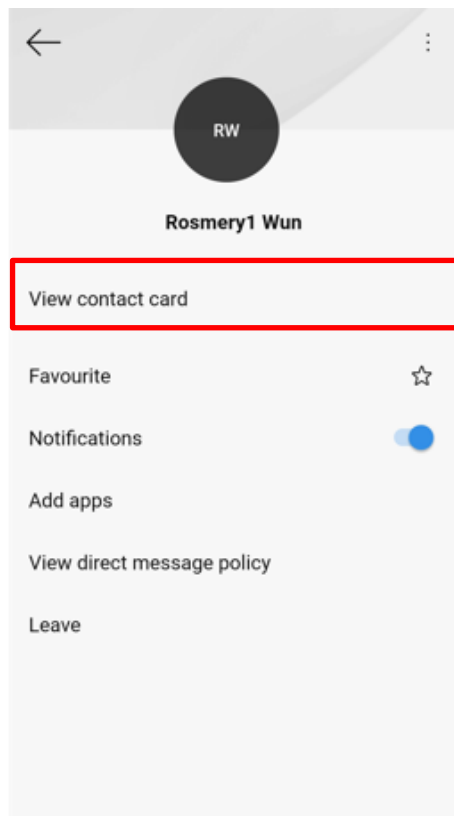 RW
Rosmery1 Wun
View contact card
Favourite
Notifications
Add apps
View direct message policy
Leave